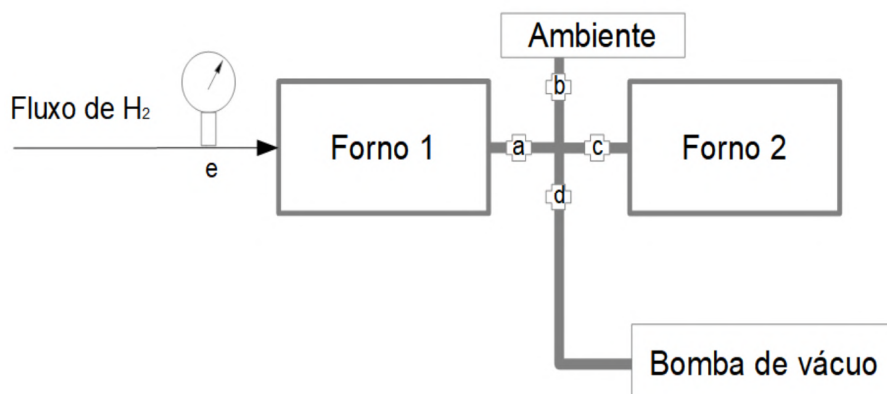 Ambiente
b
Fluxo de H₂
e
Forno 1
a
c
Forno 2
d
Bomba de vácuo